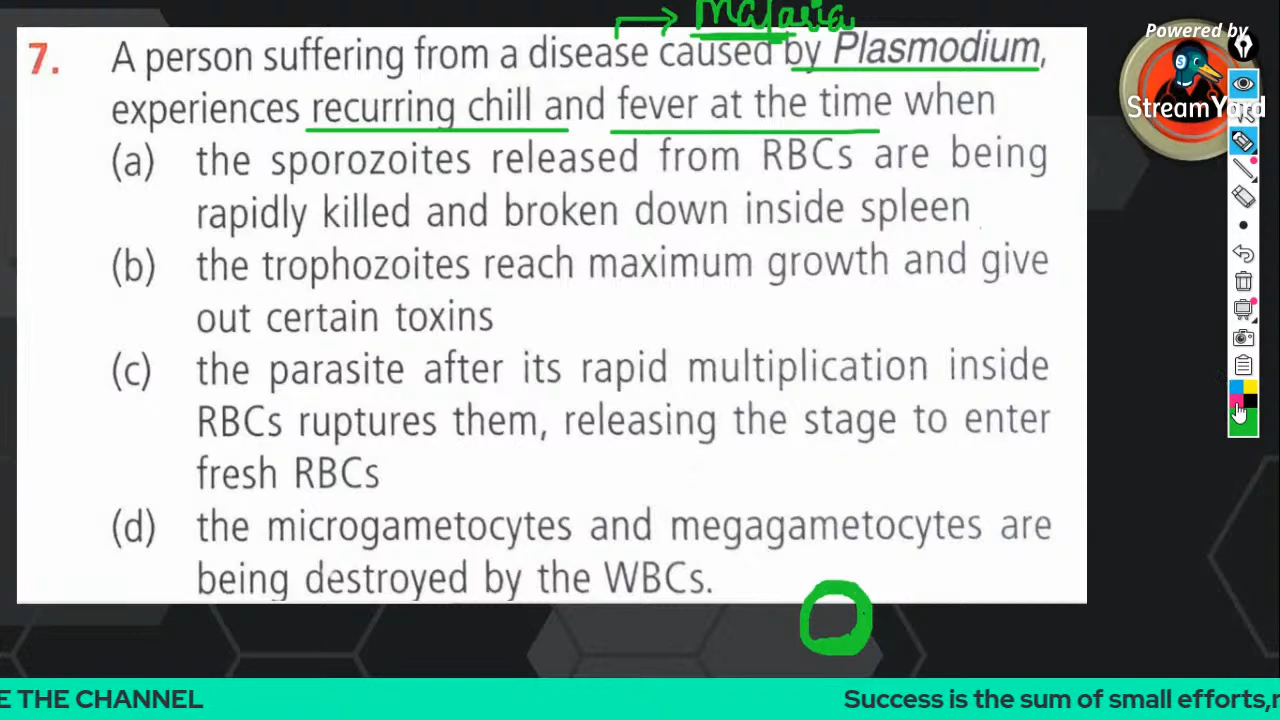 Malaria
Powered by
StreamYard
7. A person suffering from a disease caused by Plasmodium,
experiences recurring chill and fever at the time when
(a) the sporozoites released from RBCs are being
rapidly killed and broken down inside spleen
(b) the trophozoites reach maximum growth and give
out certain toxins
(c) the parasite after its rapid multiplication inside
RBCs ruptures them, releasing the stage to enter
fresh RBCs
(d) the microgametocytes and megagametocytes are
being destroyed by the WBCs.
E THE CHANNEL Success is the sum of small efforts,r